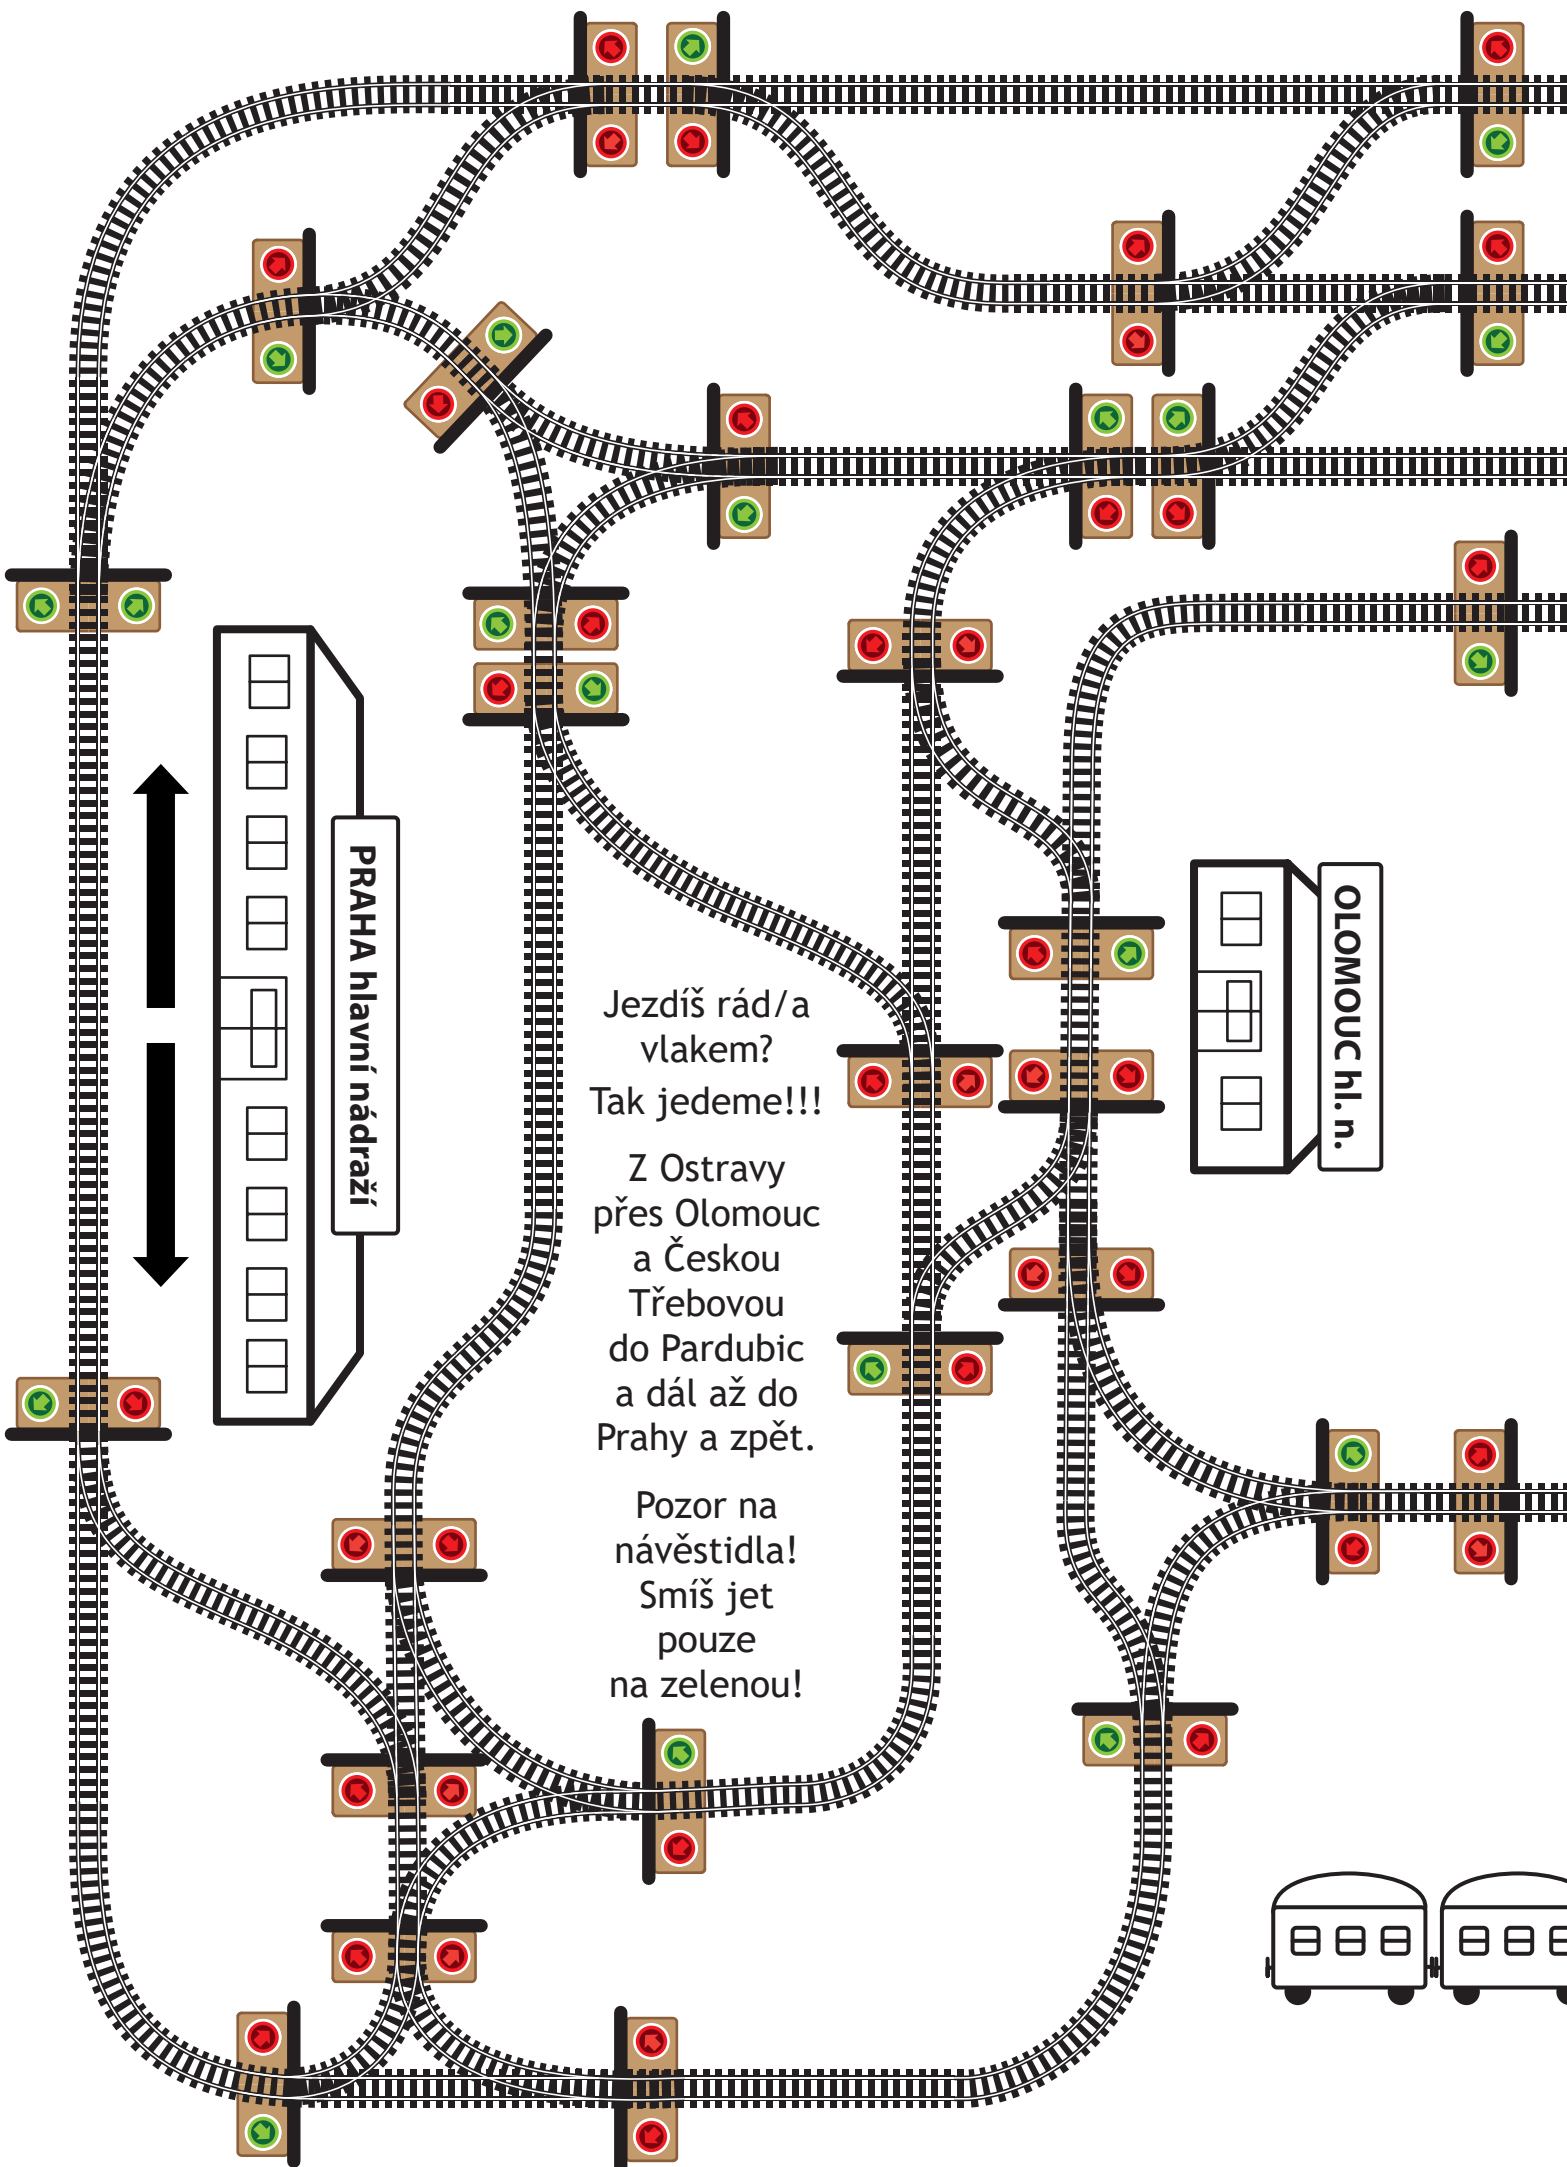 PRAHA hlavní nádraží
Jezdíš rád/a
vlakem?
Tak jedeme!!!
Z Ostravy
přes Olomouc
a Českou
Třebovou
do Pardubic
a dál až do
Prahy a zpět.
Pozor na
návěstidla!
Smíš jet
pouze
na zelenou!
OLOMOUC hl. n.